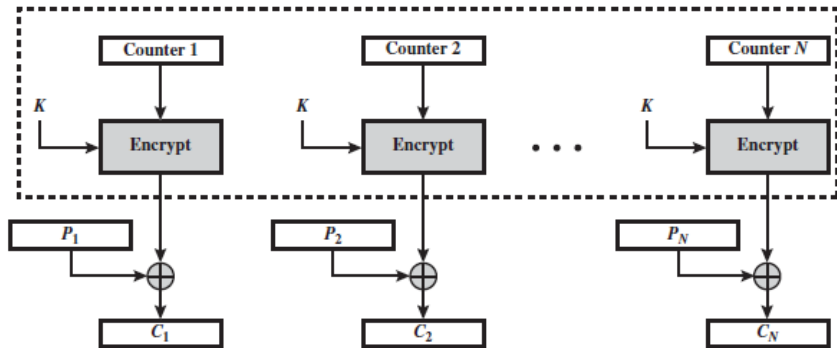 Counter 1 Counter 2 Counter N
K K K
Encrypt Encrypt • • • Encrypt
P1 P2 PN
C1 C2 CN